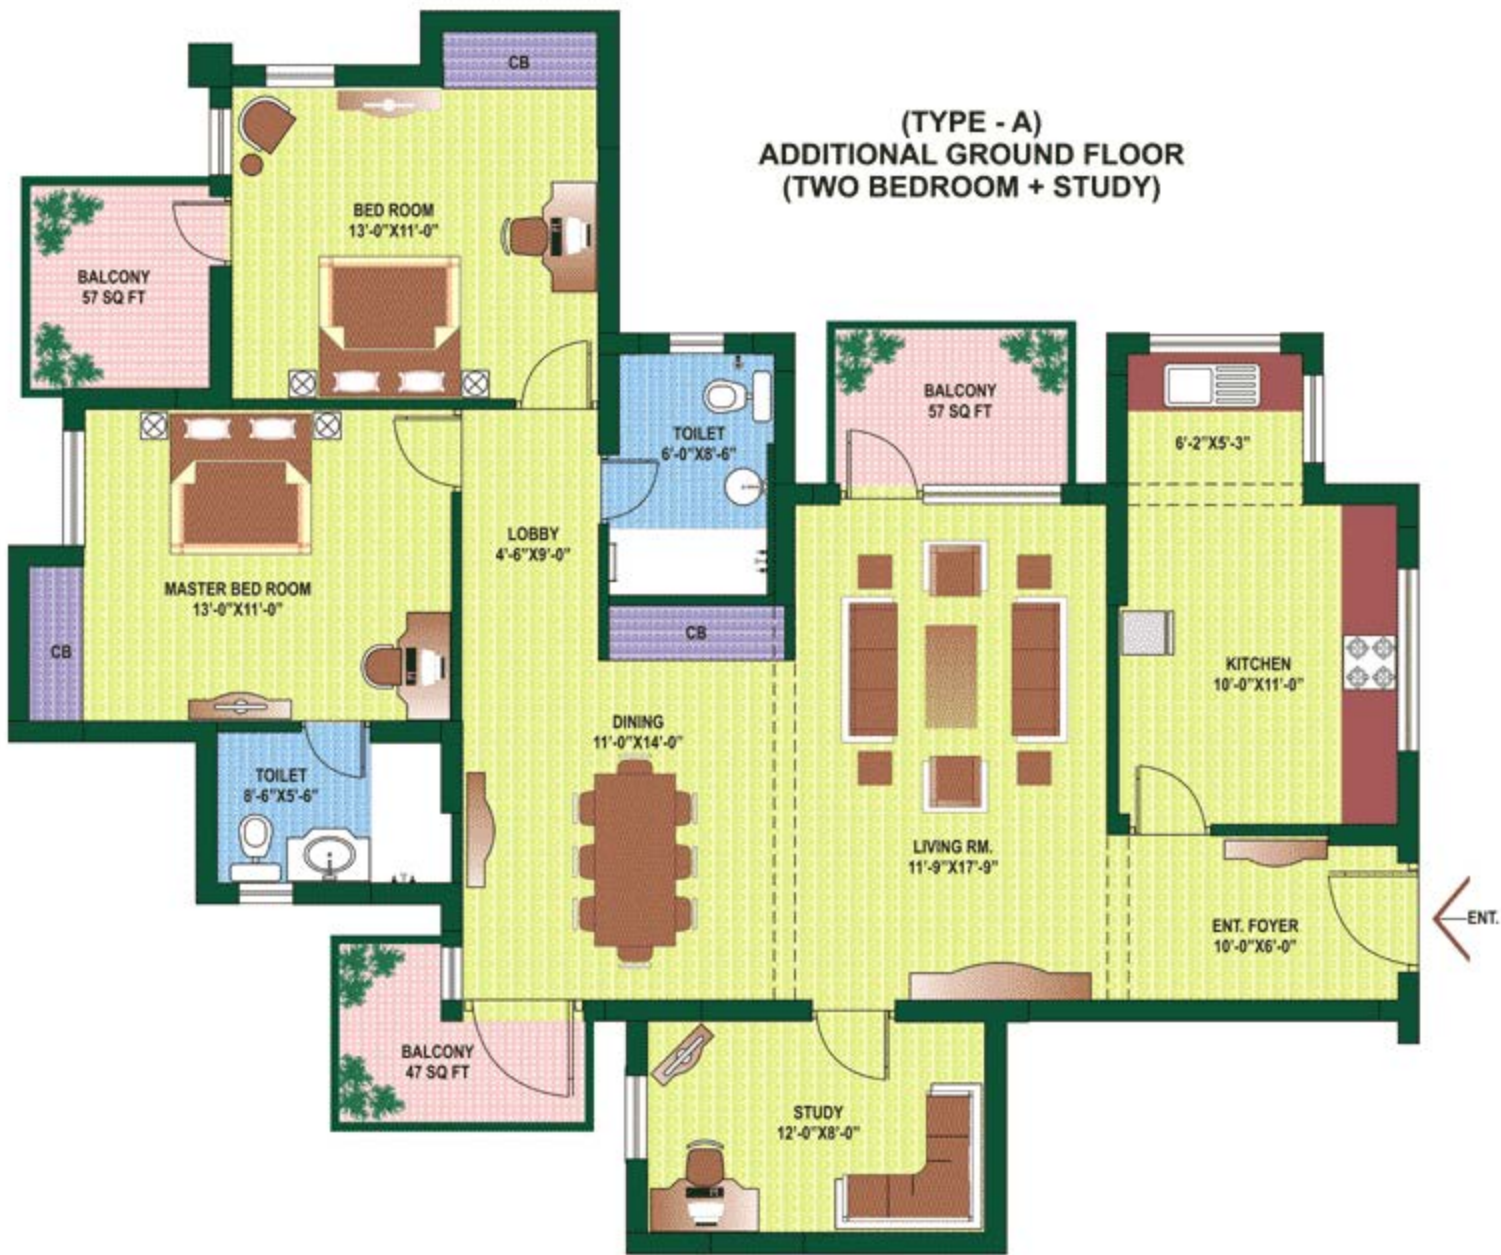 (TYPE - A)
ADDITIONAL GROUND FLOOR
(TWO BEDROOM + STUDY)
CB
BED ROOM
13'-0"X11'-0"
BALCONY
57 SQ FT
TOILET
6'-0"X8'-6"
BALCONY
57 SQ FT
6'-2"X5'-3"
LOBBY
4'-6"X9'-0"
MASTER BED ROOM
13'-0"X11'-0"
CB
CB
KITCHEN
10'-0"X11'-0"
DINING
11'-0"X14'-0"
TOILET
8'-6"X5'-6"
LIVING RM.
11'-9"X17'-9"
ENT. FOYER
10'-0"X6'-0"
ENT.
BALCONY
47 SQ FT
STUDY
12'-0"X8'-0"